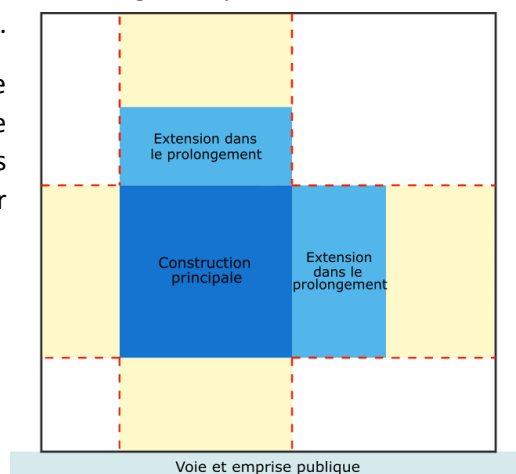 .
e
e
s
r
Extension dans
le prolongement
Construction
principale
Extension
dans le
prolongement
Voie et emprise publique